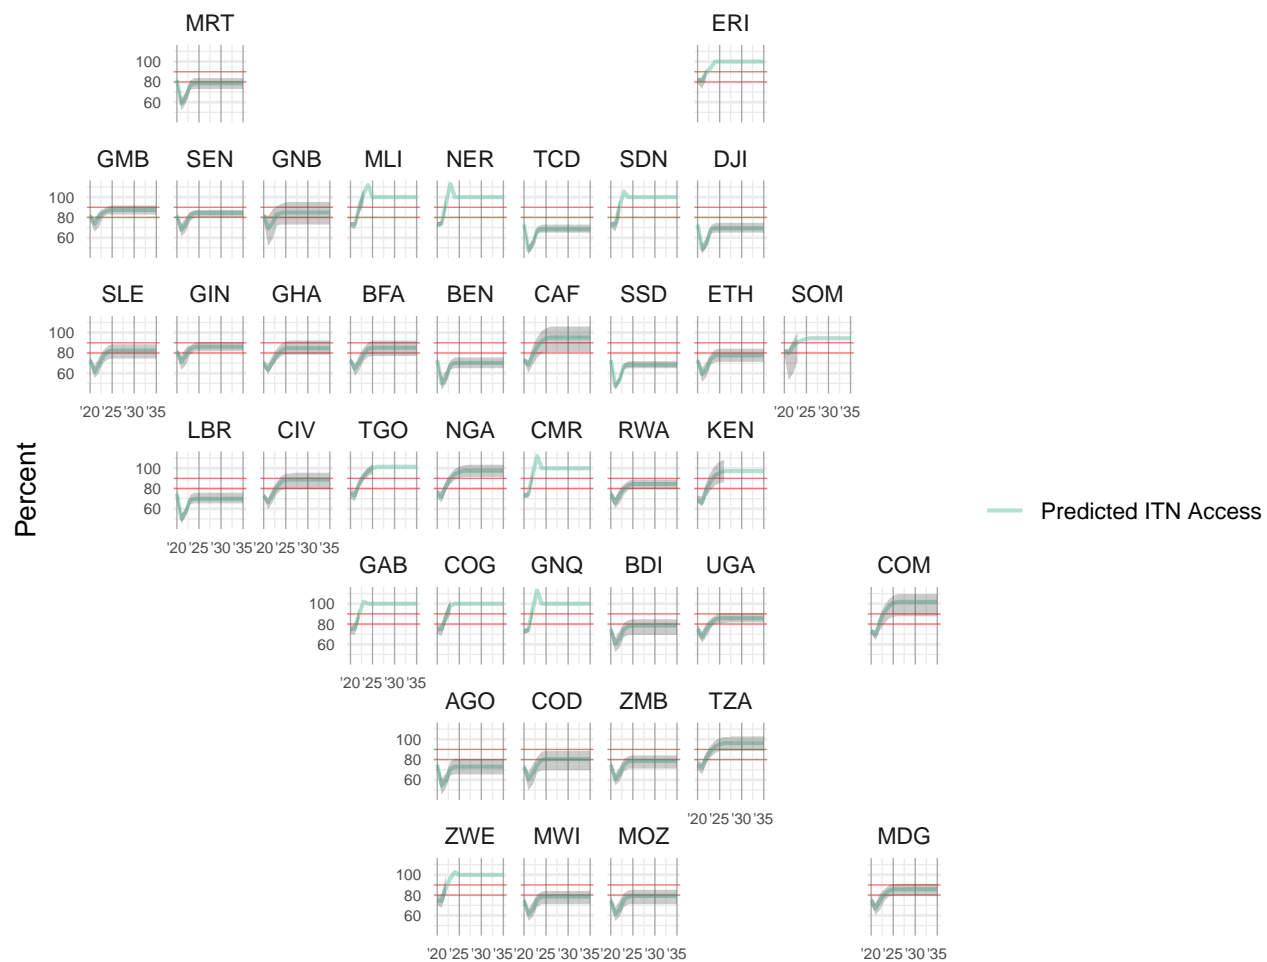 MRT ERI
100
80
60
GMB SEN GNB MLI NER TCD SDN DJI
100
80
60
SLE GIN GHA BFA BEN CAF SSD ETH SOM
100
80
60
'20 '25 '30 '35 '20 '25 '30 '35
LBR CIV TGO NGA CMR RWA KEN
100
80
60
'20 '25 '30 '35 '20 '25 '30 '35
Percent
Predicted ITN Access
GAB COG GNQ BDI UGA COM
100
80
60
'20 '25 '30 '35
AGO COD ZMB TZA
100
80
60
'20 '25 '30 '35
ZWE MWI MOZ MDG
100
80
60
'20 '25 '30 '35 '20 '25 '30 '35 '20 '25 '30 '35 '20 '25 '30 '35